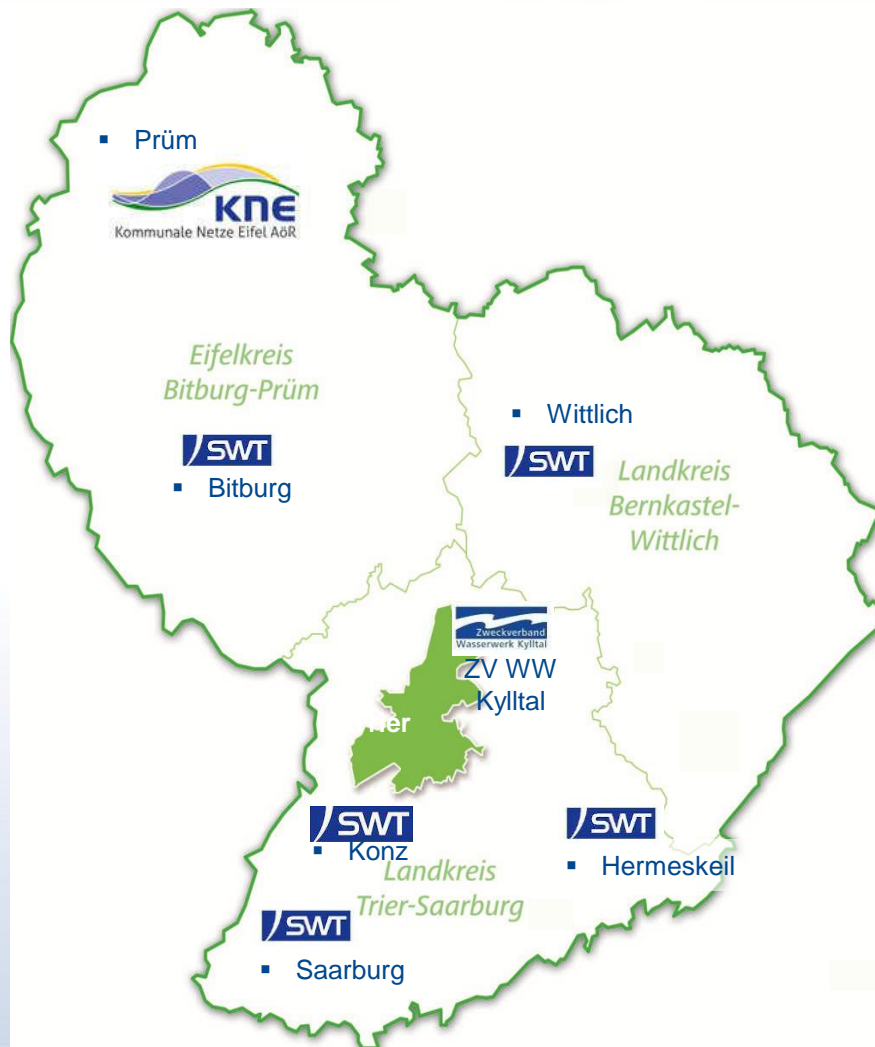 ▪ Prüm
KNE
Kommunale Netze Eifel AöR
Eifelkreis
Bitburg-Prüm
SWT
▪ Bitburg
▪ Wittlich
SWT
Landkreis
Bernkastel-
Wittlich
Zweckverband
Wasserwerk Kylltal
ZV WW
Kylltal
SWT
▪ Konz
SWT
▪ Hermeskeil
Landkreis
Trier-Saarburg
SWT
▪ Saarburg